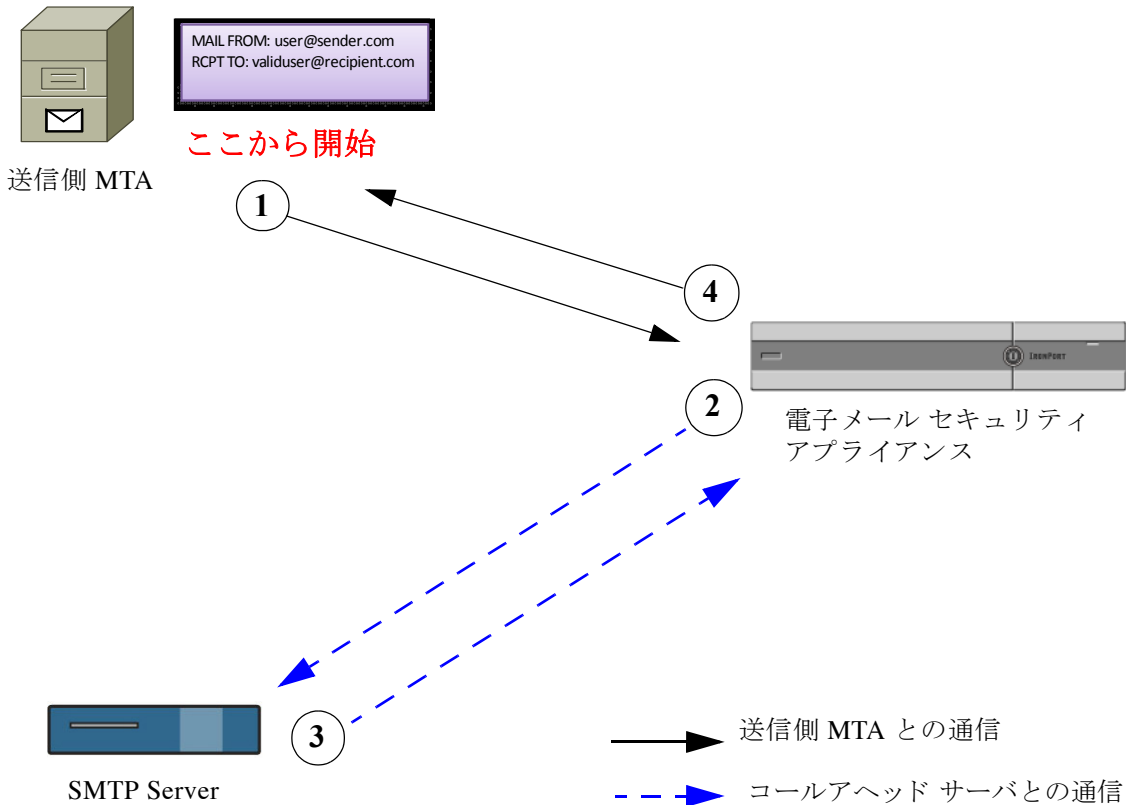 MAIL FROM: user@sender.com
RCPT TO: validuser@recipient.com
ここから開始
送信側 MTA
1
4
IRONPORT
2
電子メール セキュリティ
アプライアンス
3
SMTP Server
送信側 MTA との通信
コールアヘッド サーバとの通信